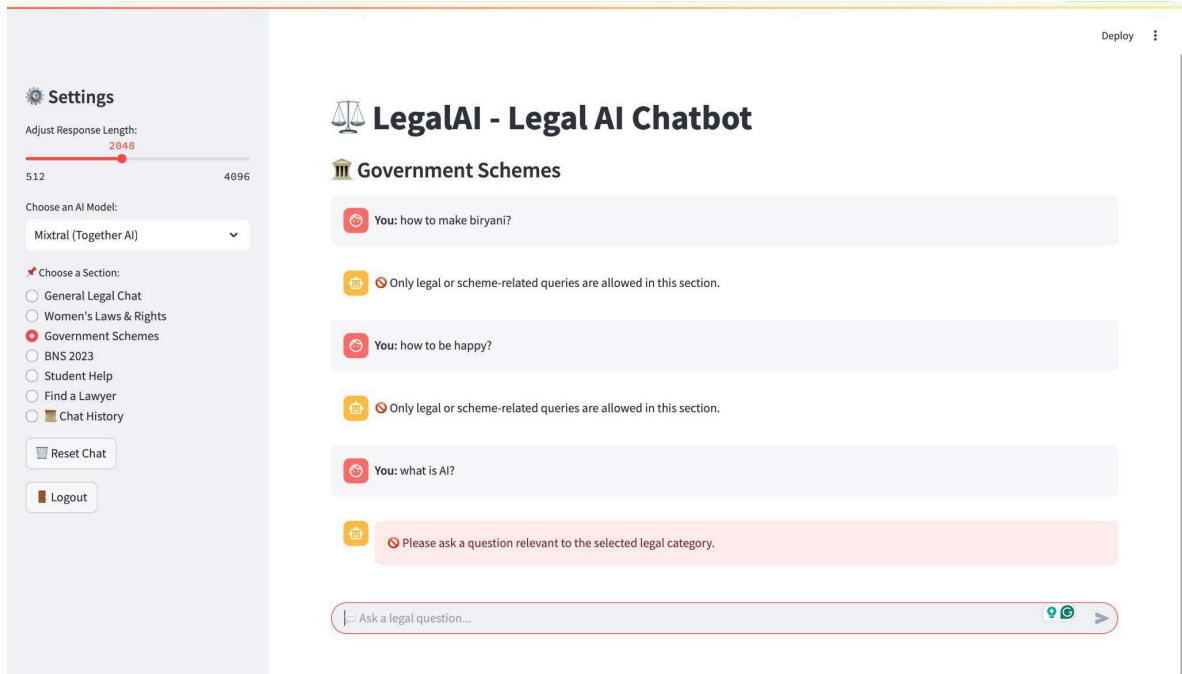 Deploy
Settings
Adjust Response Length:
2048
512 4096
Choose an AI Model:
Mixtral (Together AI)
Choose a Section:
General Legal Chat
Women's Laws & Rights
Government Schemes
BNS 2023
Student Help
Find a Lawyer
Chat History
Reset Chat
Logout
LegalAI - Legal AI Chatbot
Government Schemes
You: how to make biryani?
Only legal or scheme-related queries are allowed in this section.
You: how to be happy?
Only legal or scheme-related queries are allowed in this section.
You: what is AI?
Please ask a question relevant to the selected legal category.
Ask a legal question...